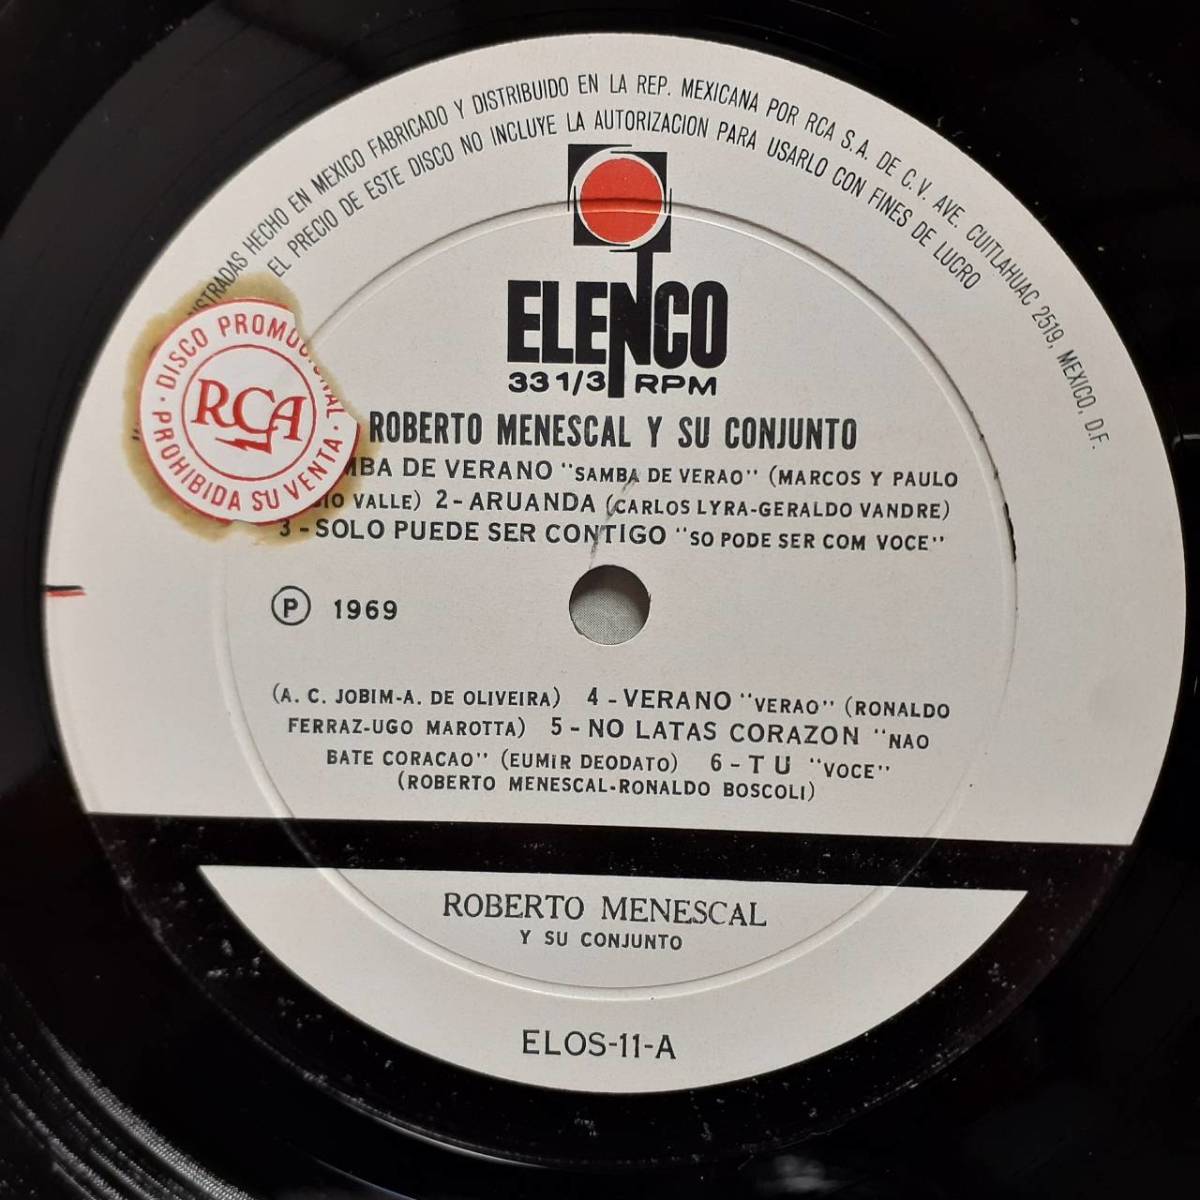 STRADAS HECHO EN MEXICO FABRICADO Y DISTRIBUIDO EN LA REP. MEXICANA POR RCA S.A. DE C.V. AVE. CUITLAHUAC 2519, MEXICO, D.F.
EL PRECIO DE ESTE DISCO NO INCLUYE LA AUTORIZACION PARA USARLO CON FINES DE LUCRO
ELENCO
33 1/3 RPM
DISCO PROMOCIONAL
RCA
PROHIBIDA SU VENTA
ROBERTO MENESCAL Y SU CONJUNTO
MBA DE VERANO "SAMBA DE VERAO" (MARCOS Y PAULO
IO VALLE) 2-ARUANDA (CARLOS LYRA-GERALDO VANDRE)
3-SOLO PUEDE SER CONTIGO "SO PODE SER COM VOCE"
Ⓟ 1969
(A. C. JOBIM-A. DE OLIVEIRA) 4-VERANO "VERAO" (RONALDO
FERRAZ-UGO MAROTTA) 5-NO LATAS CORAZON "NAO
BATE CORACAO" (EUMIR DEODATO) 6-TU "VOCE"
(ROBERTO MENESCAL-RONALDO BOSCOLI)
ROBERTO MENESCAL
Y SU CONJUNTO
ELOS-11-A